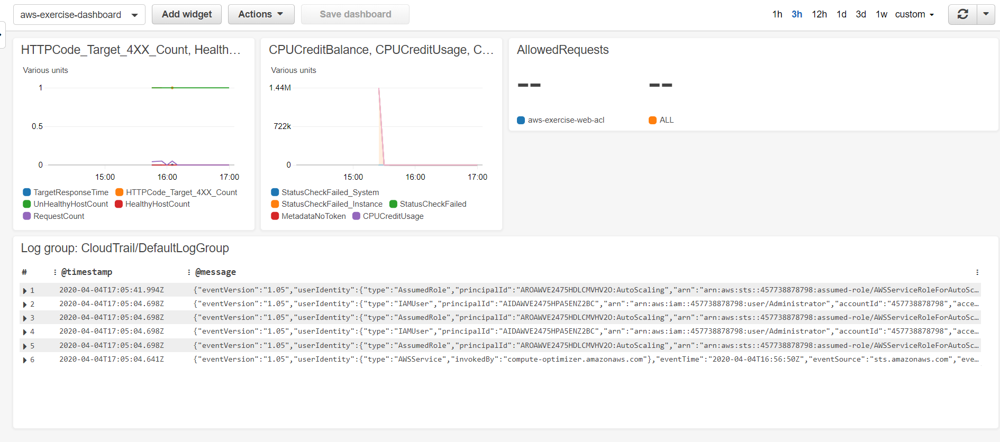 aws-exercise-dashboard Add widget Actions Save dashboard 1h 3h 12h 1d 3d 1w custom
HTTPCode_Target_4XX_Count, Health...
Various units
1
0.5
0
15:00 16:00 17:00
TargetResponseTime HTTPCode_Target_4XX_Count
UnHealthyHostCount HealthyHostCount
RequestCount
CPUCreditBalance, CPUCreditUsage, C...
Various units
1.44M
722k
0
15:00 16:00 17:00
StatusCheckFailed_System
StatusCheckFailed_Instance StatusCheckFailed
MetadataNoToken CPUCreditUsage
AllowedRequests
-- --
aws-exercise-web-acl ALL
Log group: CloudTrail/DefaultLogGroup
# @timestamp @message
1 2020-04-04T17:05:41.994Z {"eventVersion":"1.05","userIdentity":{"type":"AssumedRole","principalId":"AROAWVE2475HDLCMVHV2O:AutoScaling","arn":"arn:aws:sts::457738878798:assumed-role/AWSServiceRoleForAutoSc...
2 2020-04-04T17:05:04.698Z {"eventVersion":"1.05","userIdentity":{"type":"IAMUser","principalId":"AIDAWVE2475HPA5ENZ2BC","arn":"arn:aws:iam::457738878798:user/Administrator","accountId":"457738878798","acce...
3 2020-04-04T17:05:04.698Z {"eventVersion":"1.05","userIdentity":{"type":"AssumedRole","principalId":"AROAWVE2475HDLCMVHV2O:AutoScaling","arn":"arn:aws:sts::457738878798:assumed-role/AWSServiceRoleForAutoSc...
4 2020-04-04T17:05:04.698Z {"eventVersion":"1.05","userIdentity":{"type":"IAMUser","principalId":"AIDAWVE2475HPA5ENZ2BC","arn":"arn:aws:iam::457738878798:user/Administrator","accountId":"457738878798","acce...
5 2020-04-04T17:05:04.698Z {"eventVersion":"1.05","userIdentity":{"type":"AssumedRole","principalId":"AROAWVE2475HDLCMVHV2O:AutoScaling","arn":"arn:aws:sts::457738878798:assumed-role/AWSServiceRoleForAutoSc...
6 2020-04-04T17:05:04.641Z {"eventVersion":"1.05","userIdentity":{"type":"AWSService","invokedBy":"compute-optimizer.amazonaws.com"},"eventTime":"2020-04-04T16:56:50Z","eventSource":"sts.amazonaws.com","eve...